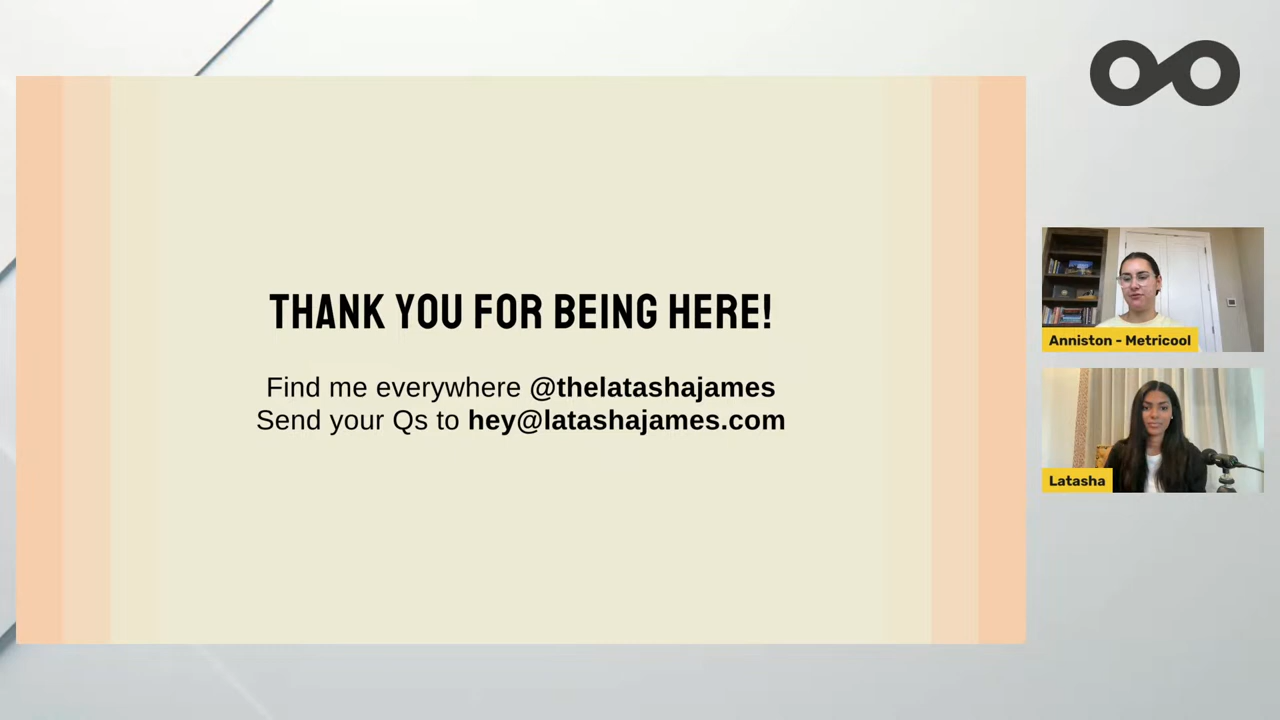 THANK YOU FOR BEING HERE!
Find me everywhere @thelatashajames
Send your Qs to hey@latashajames.com
Anniston - Metricool
Latasha